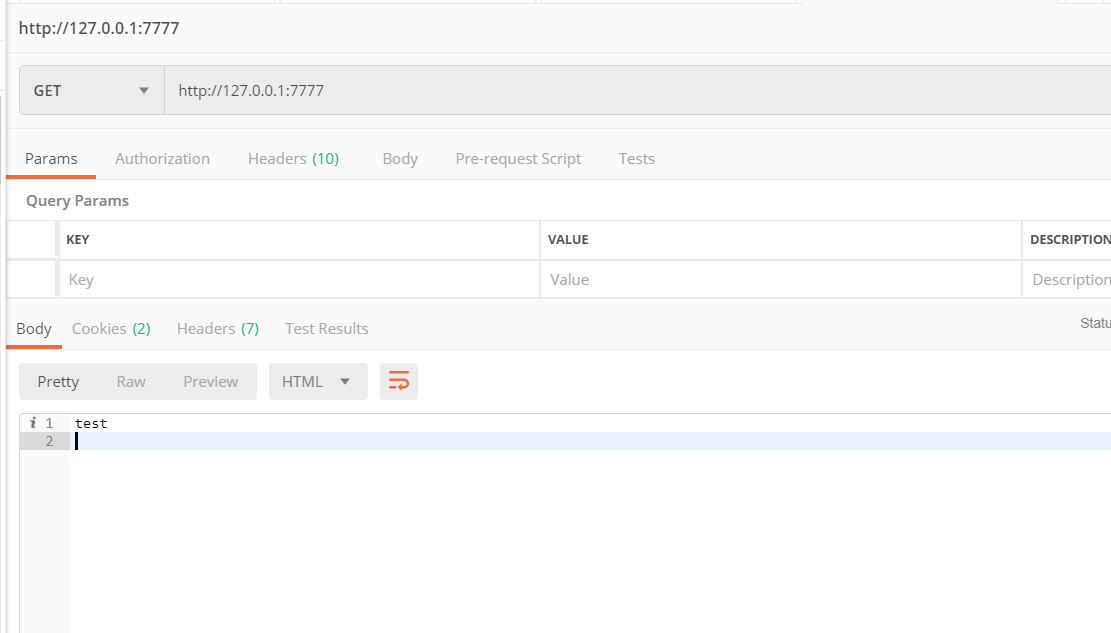 http://127.0.0.1:7777
GET http://127.0.0.1:7777
Params Authorization Headers (10) Body Pre-request Script Tests
Query Params
KEY VALUE DESCRIPTION
Key Value Description
Body Cookies (2) Headers (7) Test Results Statu
Pretty Raw Preview HTML
i 1 test
2